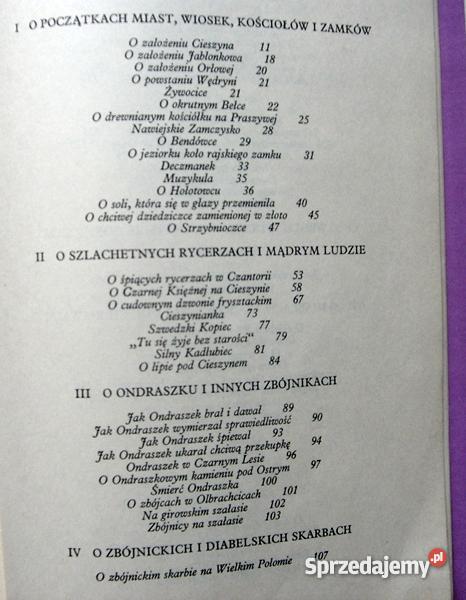 I O POCZĄTKACH MIAST, WIOSEK, KOŚCIOŁÓW I ZAMKÓW
O założeniu Cieszyna 11
O założeniu Jabłonkowa 18
O założeniu Orłowej 20
O powstaniu Wędryni 21
Żywocice 21
O okrutnym Belce 22
O drewnianym kościółku na Praszywej 25
Nawiejskie Zamczysko 28
O Bendówce 29
O jeziorku koło rajskiego zamku 31
Deczmanek 33
Muzykula 35
O Hołotowcu 36
O soli, która się w głazy przemieniła 40
O chciwej dziedziczce zamienionej w złoto 45
O Strzybnioczce 47
II O SZLACHETNYCH RYCERZACH I MĄDRYM LUDZIE
O śpiących rycerzach w Czantorii 53
O Czarnej Księżnej na Cieszynie 58
O cudownym dzwonie frysztackim 67
Cieszynianka 73
Szwedzki Kopiec 77
„Tu się żyje bez starości” 79
Silny Kadłubiec 81
O lipie pod Cieszynem 84
III O ONDRASZKU I INNYCH ZBÓJNIKACH
Jak Ondraszek brał i dawał 89
Jak Ondraszek wymierzał sprawiedliwość 90
Jak Ondraszek śpiewał 93
Jak Ondraszek ukarał chciwą przekupkę 94
Ondraszek w Czarnym Lesie 96
O Ondraszkowym kamieniu pod Ostrym 97
Śmierć Ondraszka 100
O zbójcach w Olbrachcicach 101
Na girowskim szałasie 102
Zbójnicy na szałasie 103
IV O ZBÓJNICKICH I DIABELSKICH SKARBACH
O zbójnickim skarbie na Wielkim Połomie 107
Sprzedajemy.pl